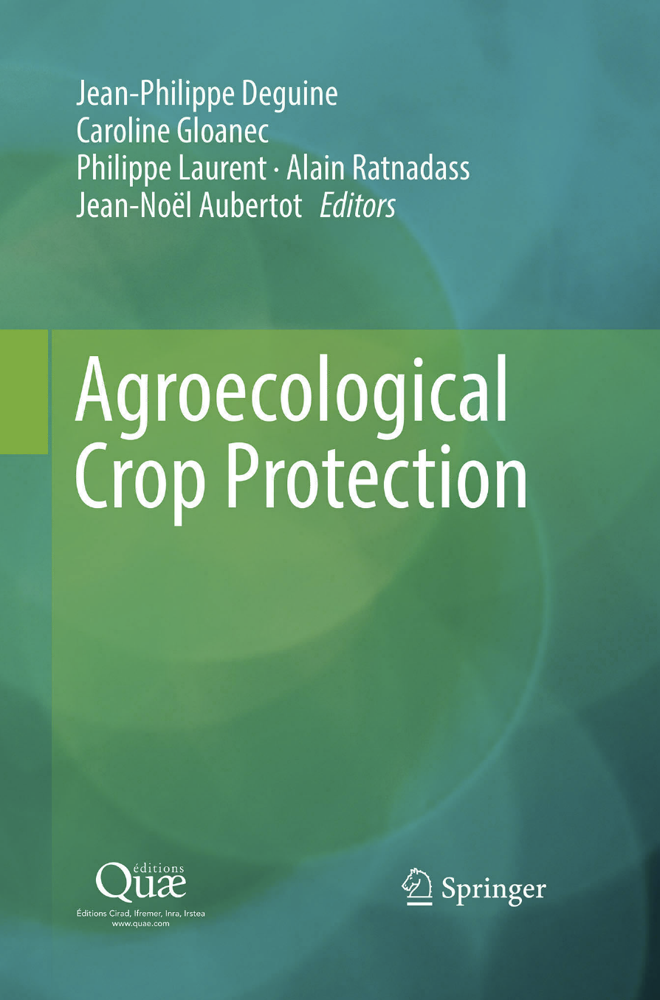 Jean-Philippe Deguine
Caroline Gloanec
Philippe Laurent · Alain Ratnadass
Jean-Noël Aubertot Editors
Agroecological
Crop Protection
éditions
Quæ
Éditions Cirad, Ifremer, Inra, Irstea
www.quae.com
Springer